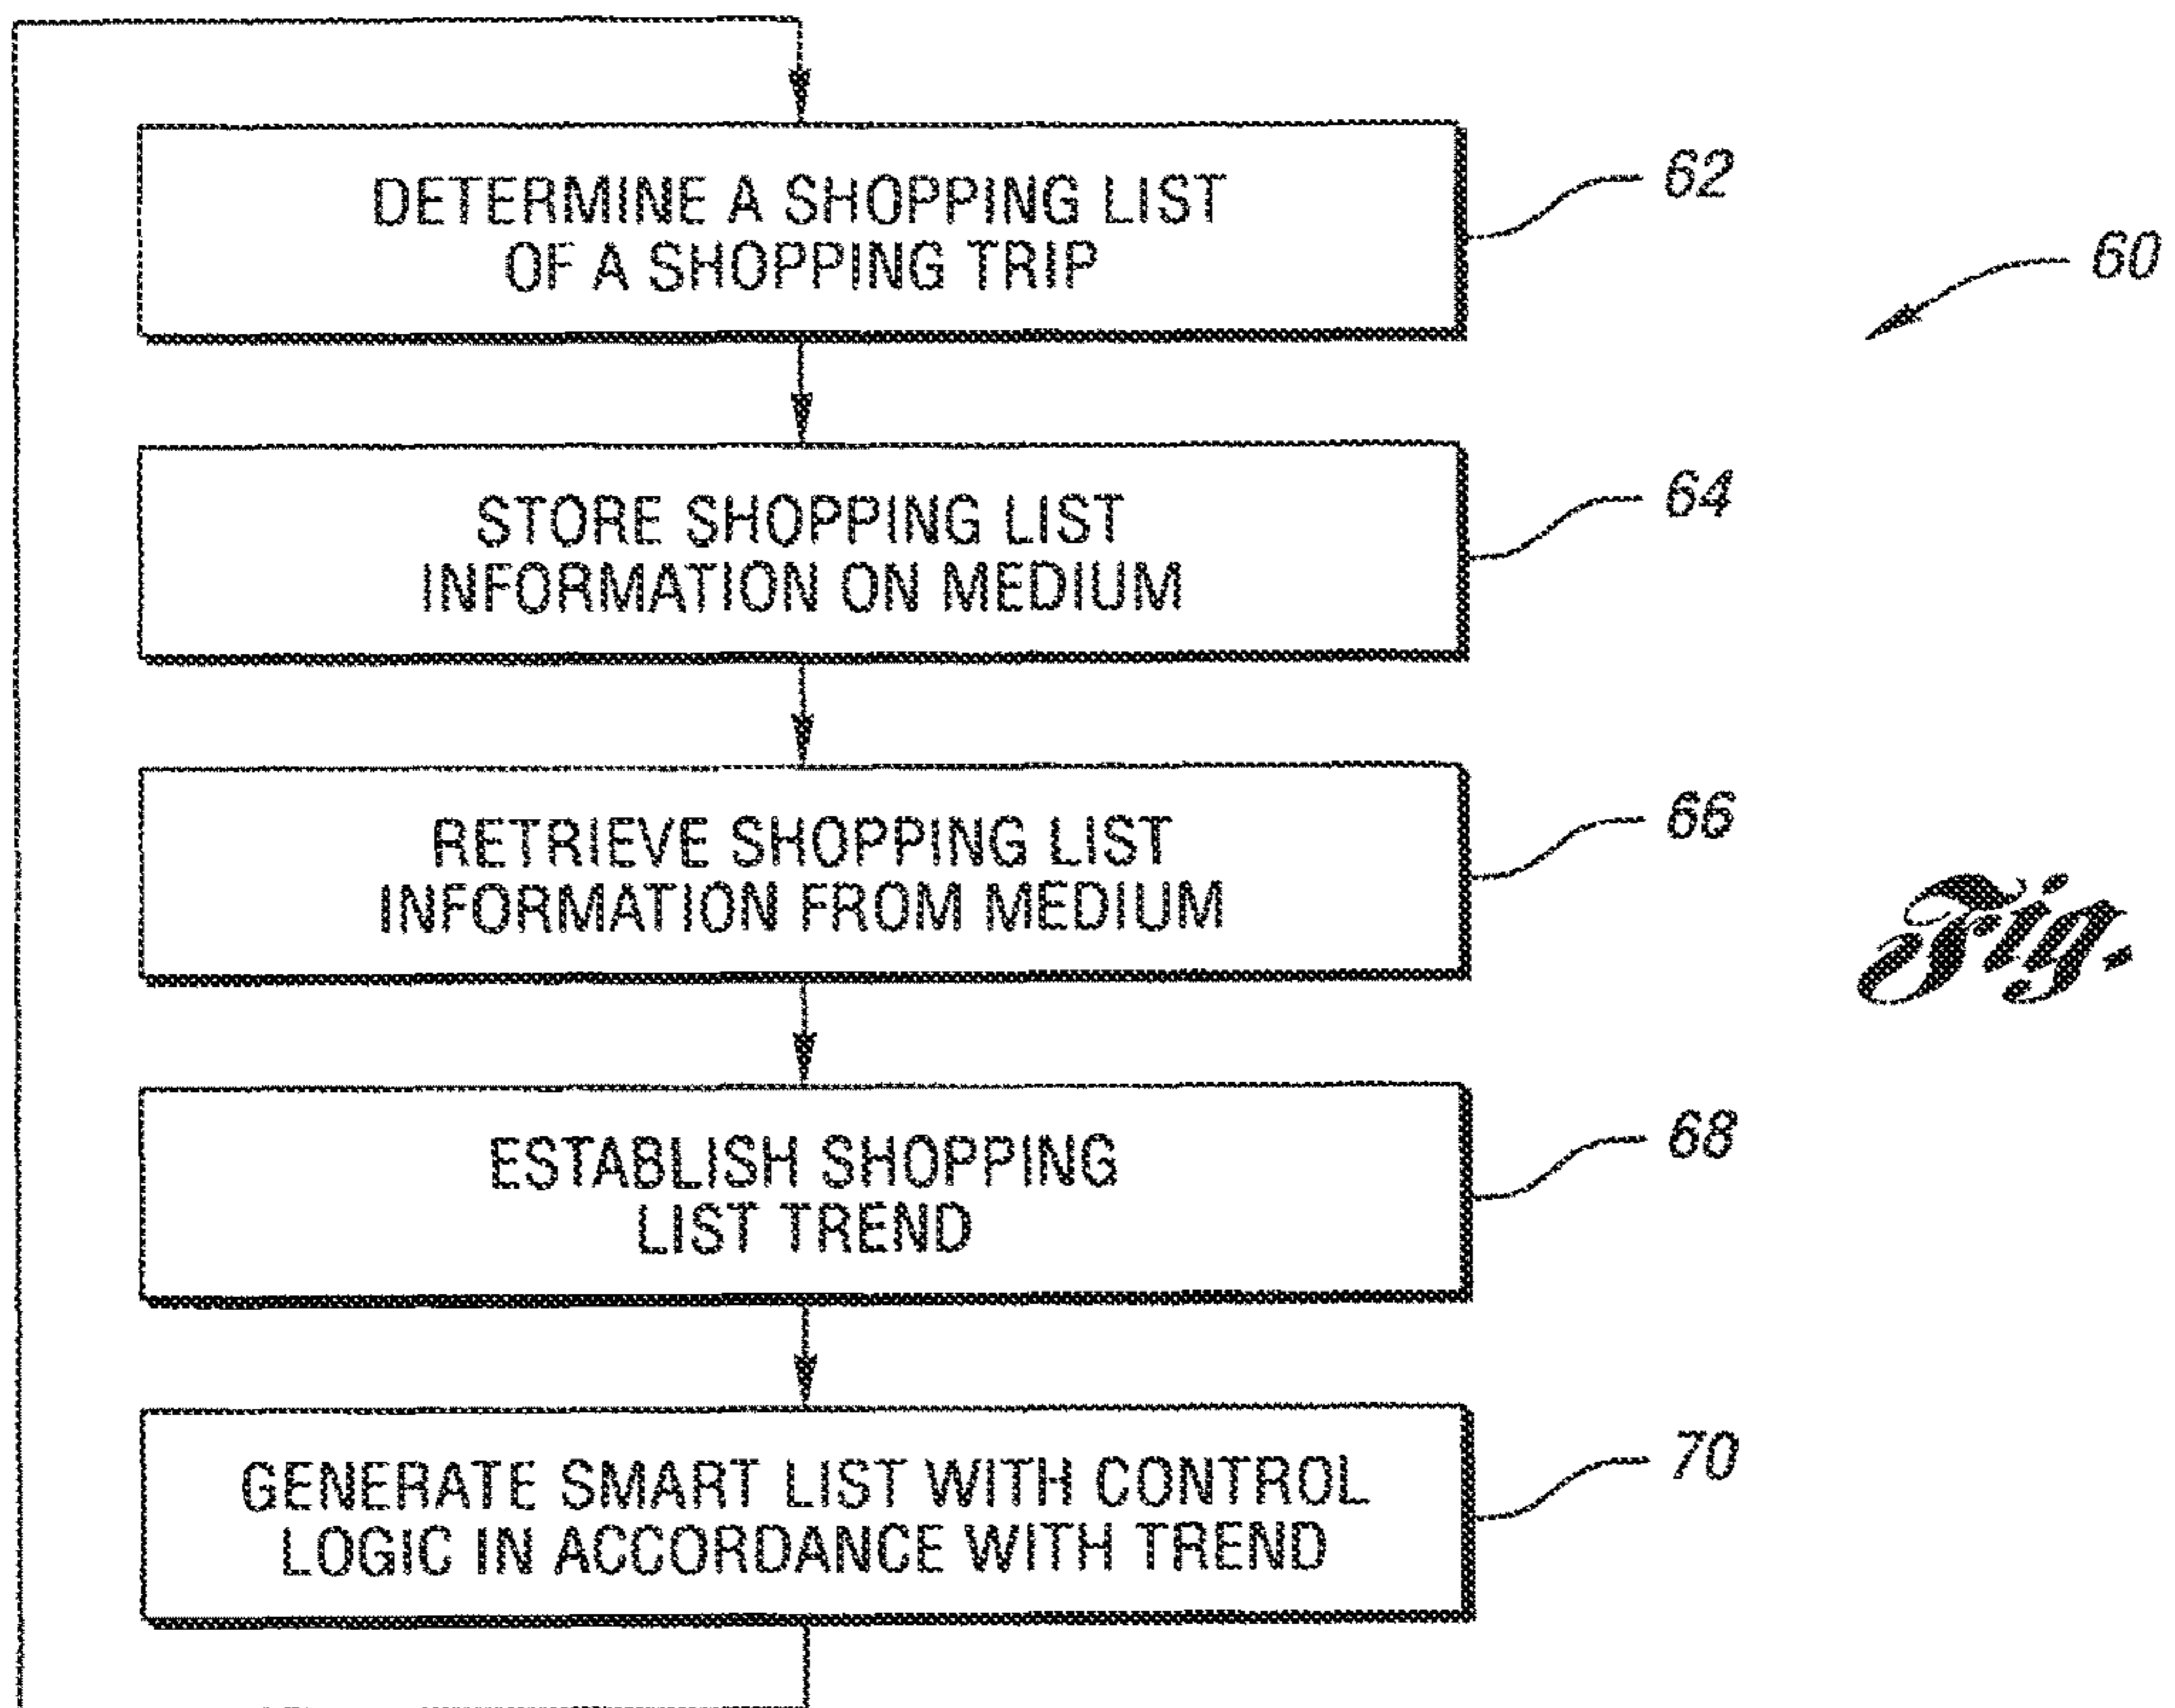 DETERMINE A SHOPPING LIST
OF A SHOPPING TRIP
62
60
STORE SHOPPING LIST
INFORMATION ON MEDIUM
64
RETRIEVE SHOPPING LIST
INFORMATION FROM MEDIUM
66
Fig.
ESTABLISH SHOPPING
LIST TREND
68
GENERATE SMART LIST WITH CONTROL
LOGIC IN ACCORDANCE WITH TREND
70